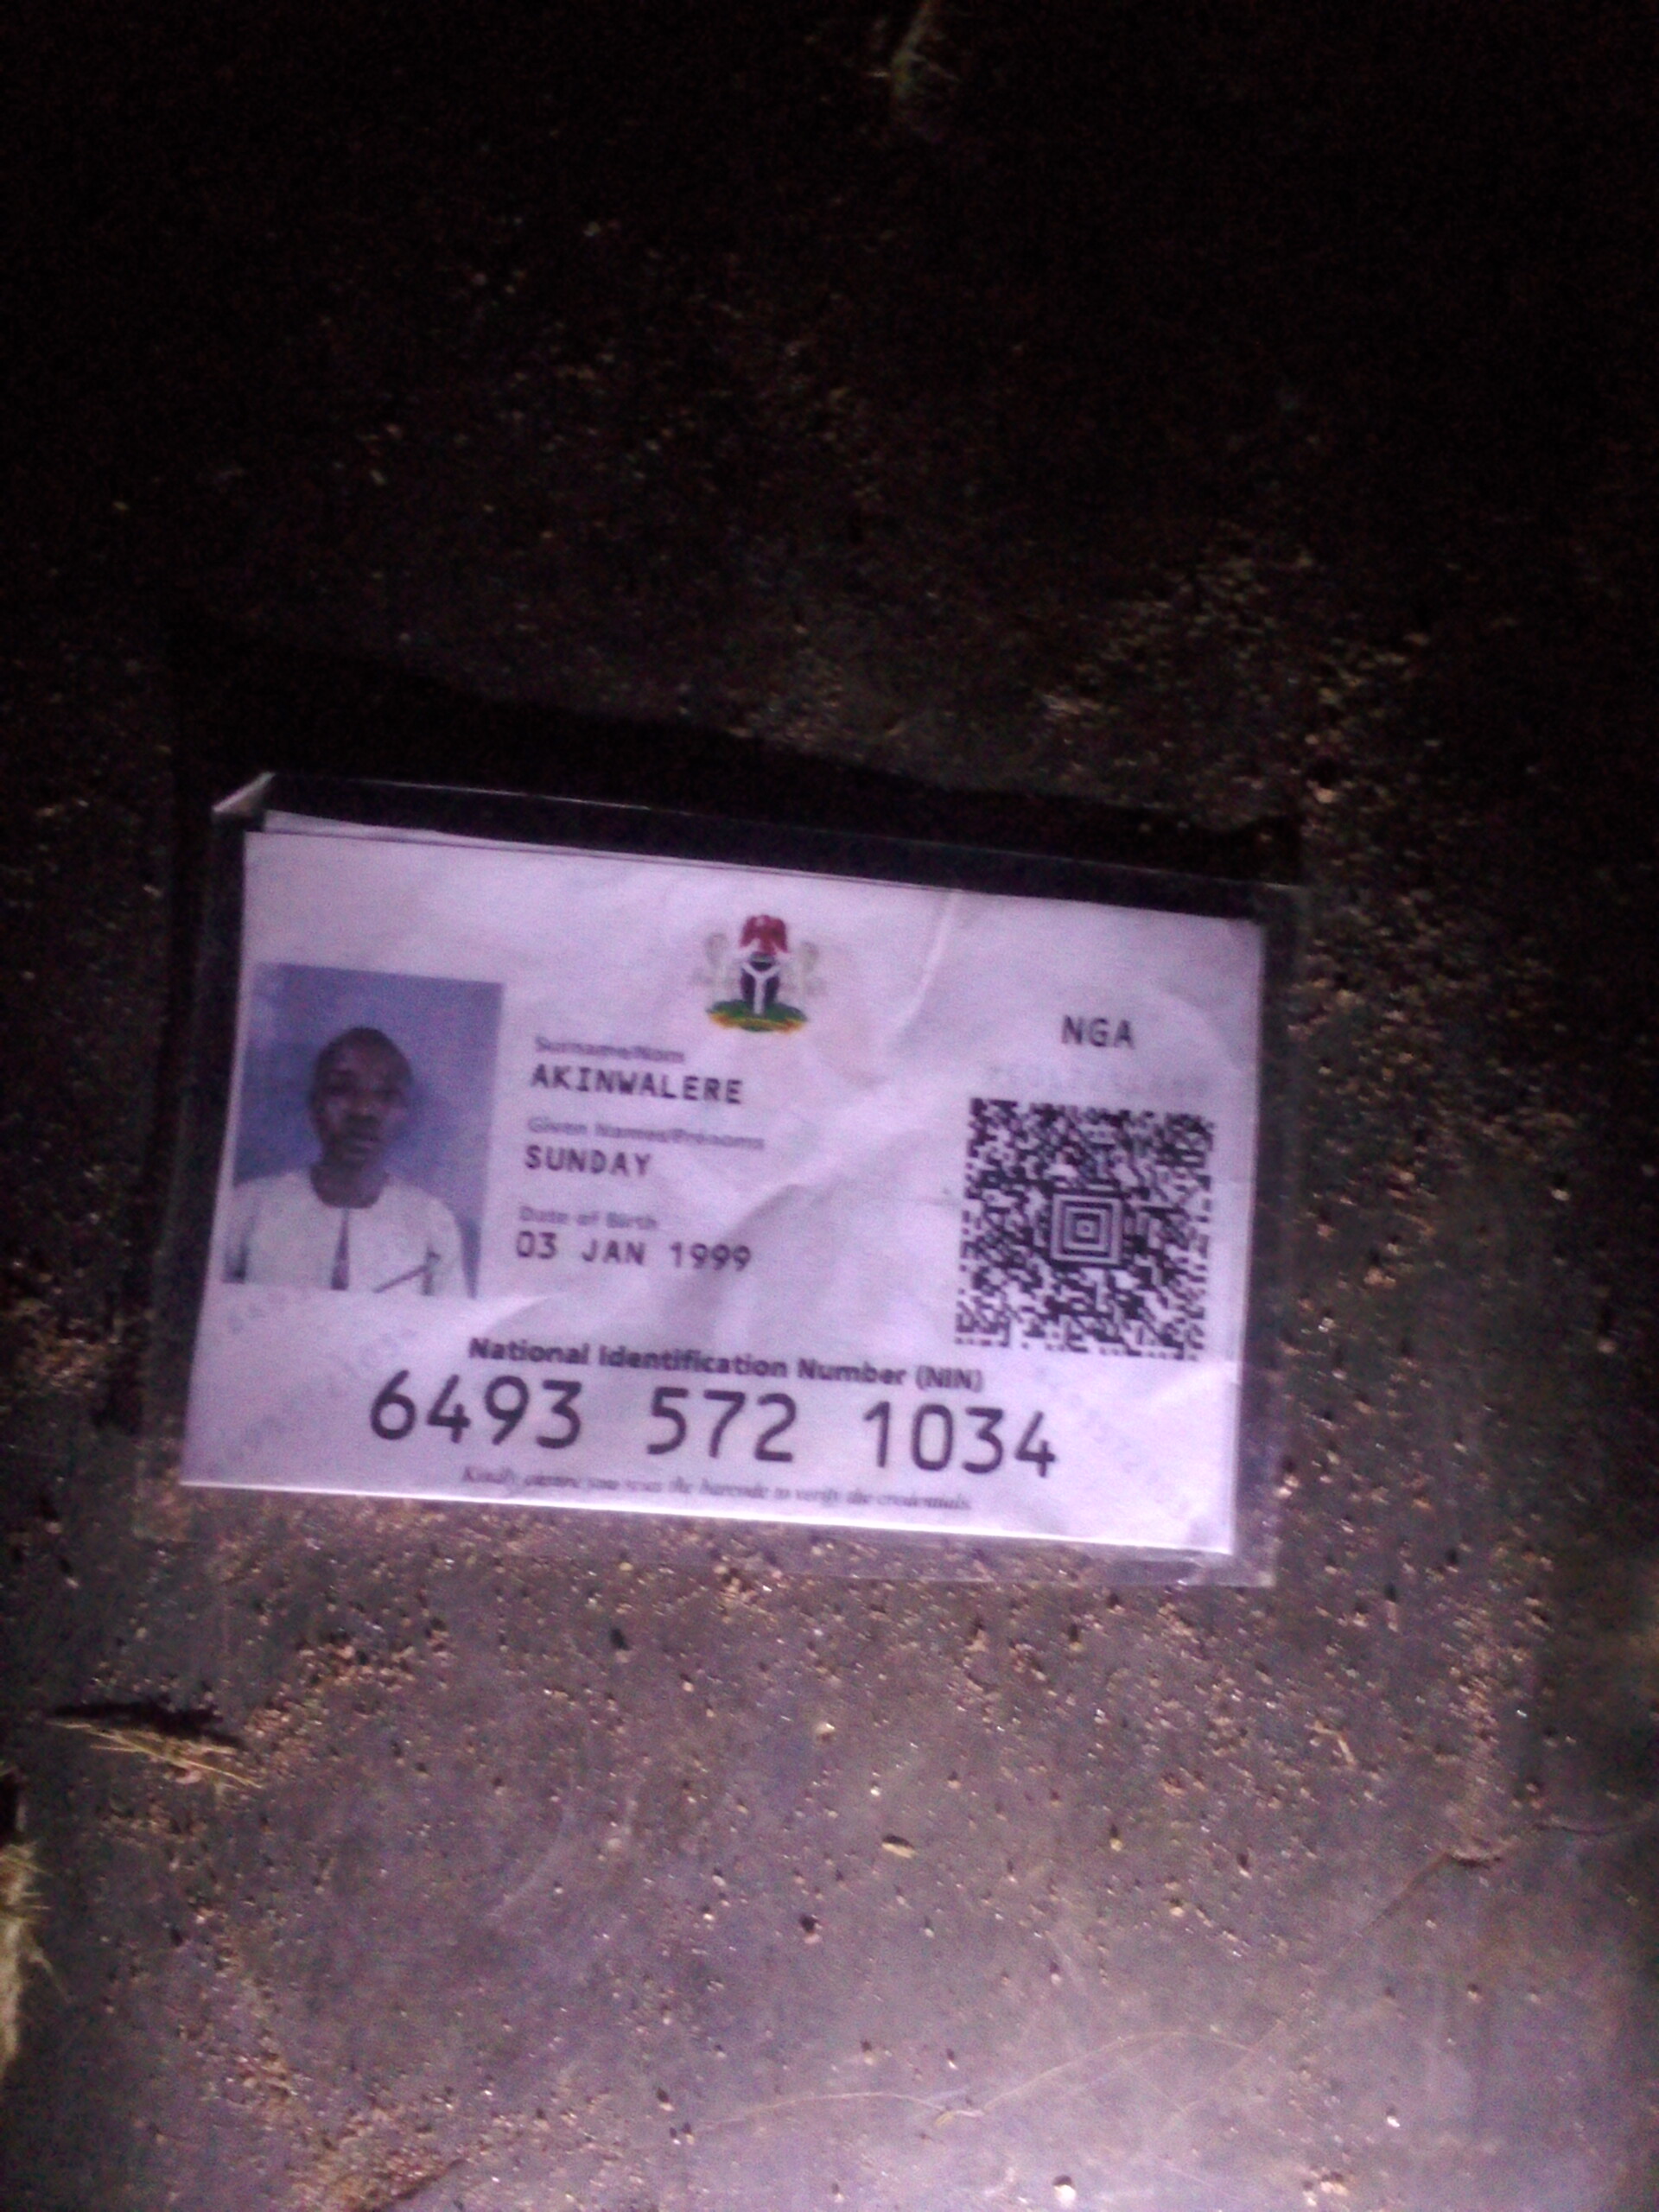 NGA
Surname/Nom
AKINWALERE
Given Names/Prénoms
SUNDAY
Date of Birth
03 JAN 1999
National Identification Number (NIN)
6493 572 1034
Kindly ensure you scan the barcode to verify the credentials